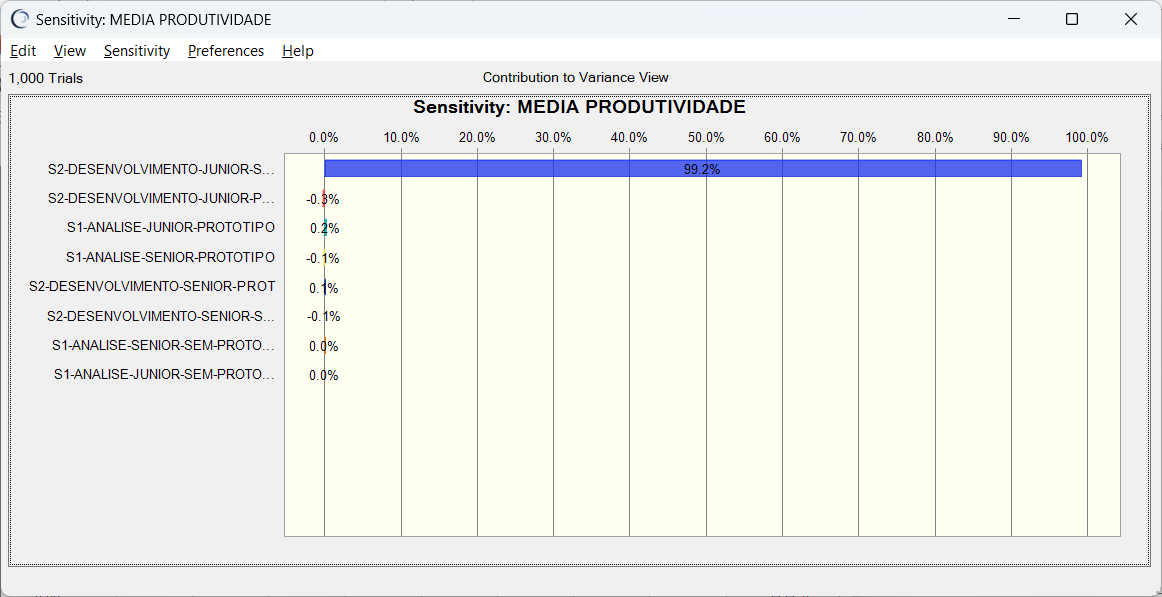 Sensitivity: MEDIA PRODUTIVIDADE
Edit View Sensitivity Preferences Help
1,000 Trials
Contribution to Variance View
Sensitivity: MEDIA PRODUTIVIDADE
0.0% 10.0% 20.0% 30.0% 40.0% 50.0% 60.0% 70.0% 80.0% 90.0% 100.0%
S2-DESENVOLVIMENTO-JUNIOR-S... 99.2%
S2-DESENVOLVIMENTO-JUNIOR-P... -0.3%
S1-ANALISE-JUNIOR-PROTOTIPO 0.2%
S1-ANALISE-SENIOR-PROTOTIPO -0.1%
S2-DESENVOLVIMENTO-SENIOR-PROT 0.1%
S2-DESENVOLVIMENTO-SENIOR-S... -0.1%
S1-ANALISE-SENIOR-SEM-PROTO... 0.0%
S1-ANALISE-JUNIOR-SEM-PROTO... 0.0%